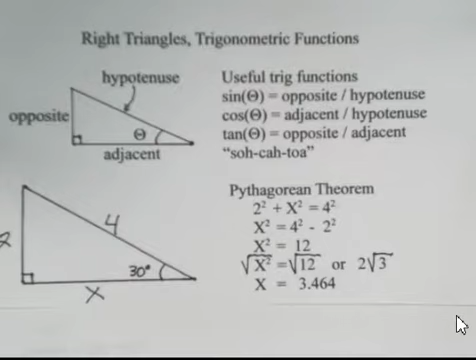 Right Triangles, Trigonometric Functions
hypotenuse
opposite
Θ
adjacent
Useful trig functions
sin(Θ) = opposite / hypotenuse
cos(Θ) = adjacent / hypotenuse
tan(Θ) = opposite / adjacent
“soh-cah-toa”
2
4
30°
X
Pythagorean Theorem
2² + X² = 4²
X² = 4² - 2²
X² = 12
√X² = √12 or 2√3
X = 3.464